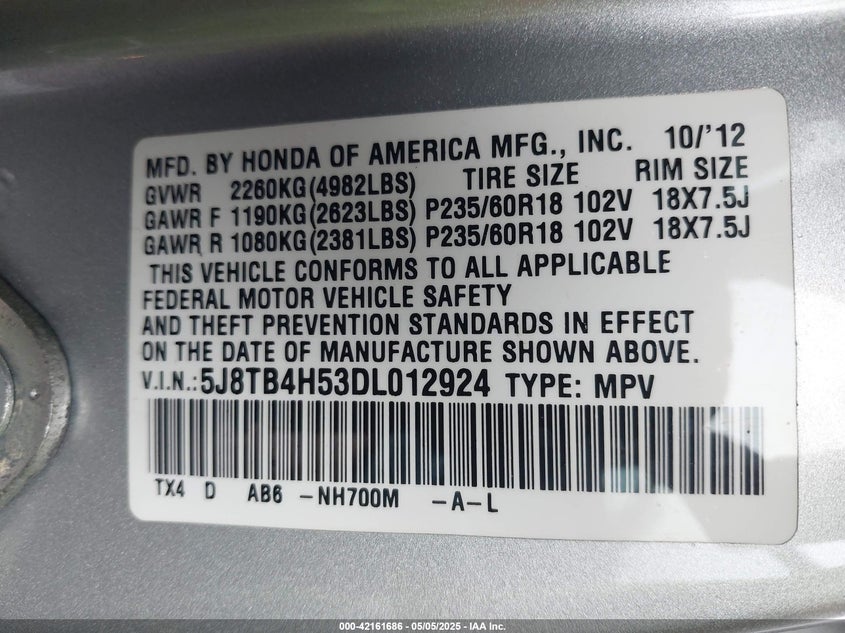 MFD. BY HONDA OF AMERICA MFG., INC. 10/'12
GVWR 2260KG(4982LBS) TIRE SIZE RIM SIZE
GAWR F 1190KG(2623LBS) P235/60R18 102V 18X7.5J
GAWR R 1080KG(2381LBS) P235/60R18 102V 18X7.5J
THIS VEHICLE CONFORMS TO ALL APPLICABLE
FEDERAL MOTOR VEHICLE SAFETY
AND THEFT PREVENTION STANDARDS IN EFFECT
ON THE DATE OF MANUFACTURE SHOWN ABOVE.
V.I.N.:5J8TB4H53DL012924 TYPE: MPV
TX4 D AB6 -NH700M -A-L
000-42161686 - 05/05/2025 - IAA Inc.